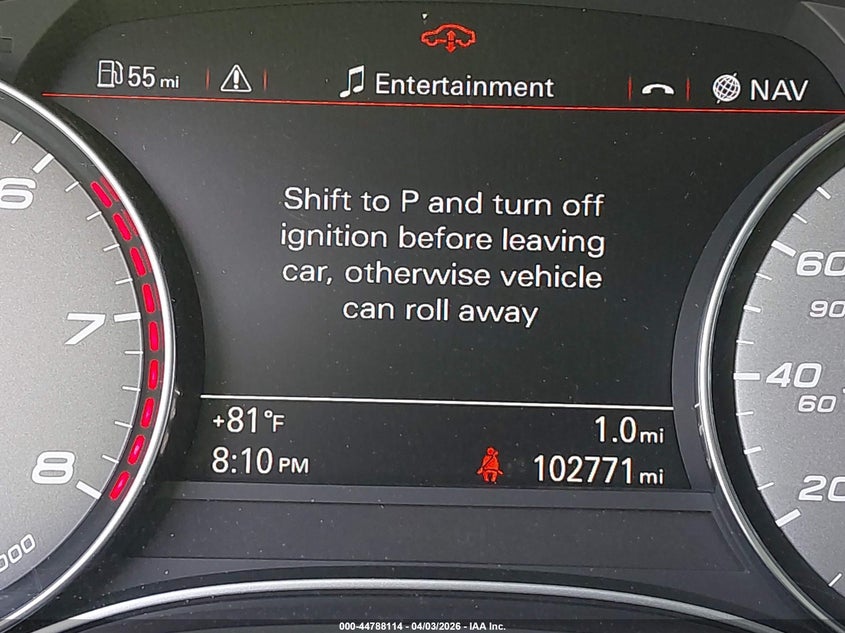 55 mi
Entertainment
NAV
Shift to P and turn off
ignition before leaving
car, otherwise vehicle
can roll away
+81°F
1.0 mi
8:10 PM
102771 mi
6
7
8
60
90
40
60
20
000-44788114 - 04/03/2026 - IAA Inc.